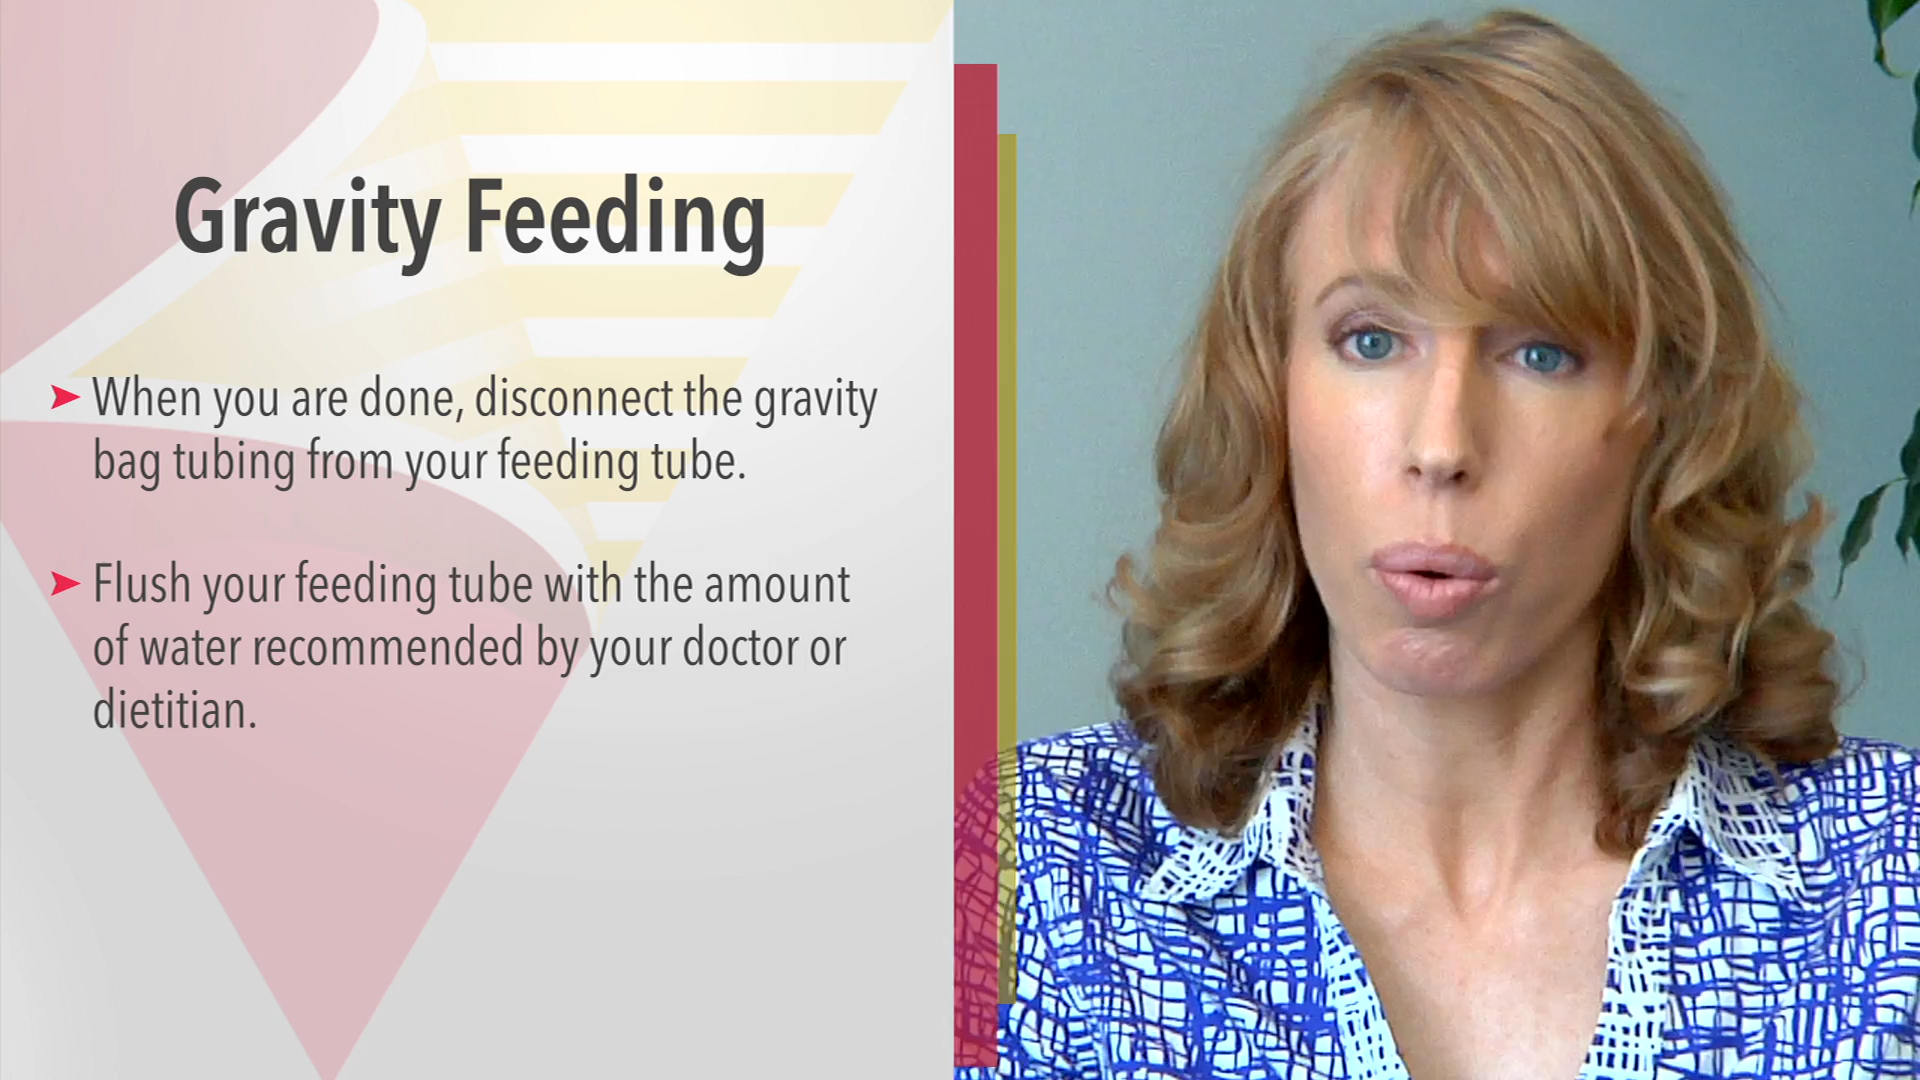 Gravity Feeding
When you are done, disconnect the gravity
bag tubing from your feeding tube.
Flush your feeding tube with the amount
of water recommended by your doctor or
dietitian.